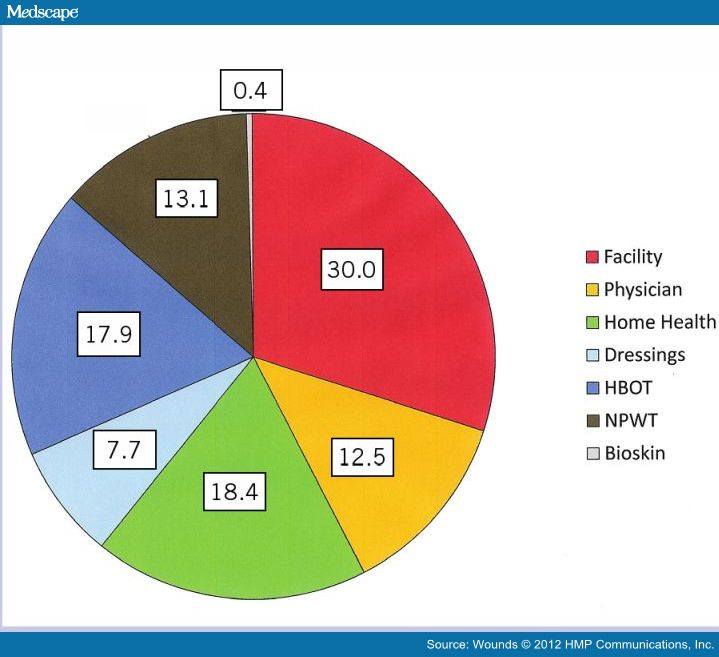 Medscape
0.4
13.1
30.0
17.9
7.7
18.4
12.5
Facility
Physician
Home Health
Dressings
HBOT
NPWT
Bioskin
Source: Wounds © 2012 HMP Communications, Inc.